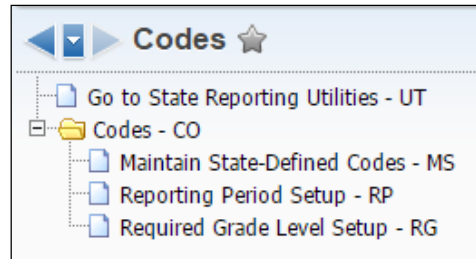 Codes
Go to State Reporting Utilities - UT
Codes - CO
Maintain State-Defined Codes - MS
Reporting Period Setup - RP
Required Grade Level Setup - RG